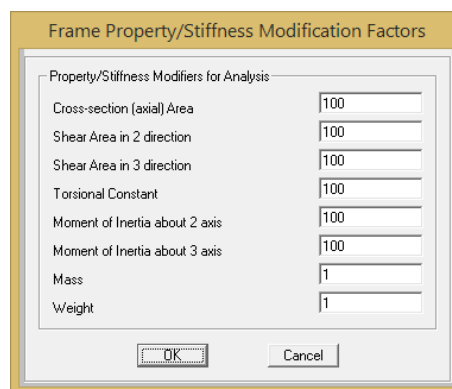 Frame Property/Stiffness Modification Factors
Property/Stiffness Modifiers for Analysis
Cross-section (axial) Area 100
Shear Area in 2 direction 100
Shear Area in 3 direction 100
Torsional Constant 100
Moment of Inertia about 2 axis 100
Moment of Inertia about 3 axis 100
Mass 1
Weight 1
OK Cancel